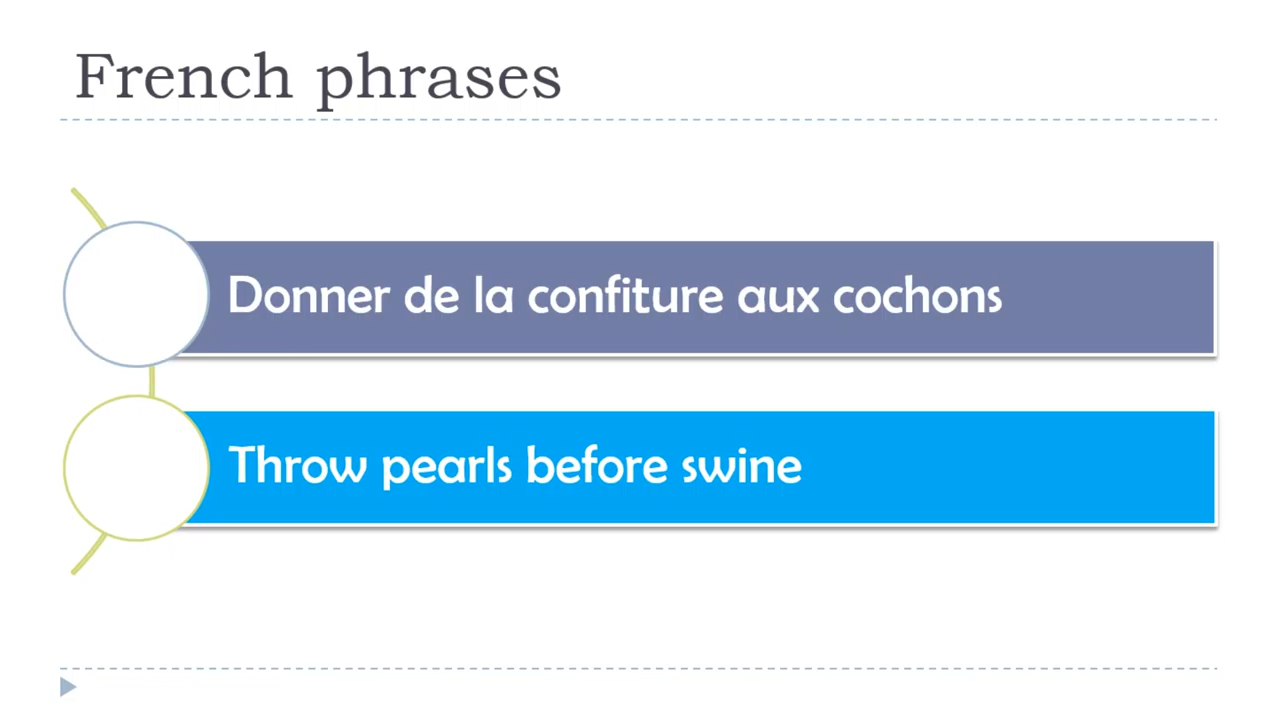 French phrases
Donner de la confiture aux cochons
Throw pearls before swine